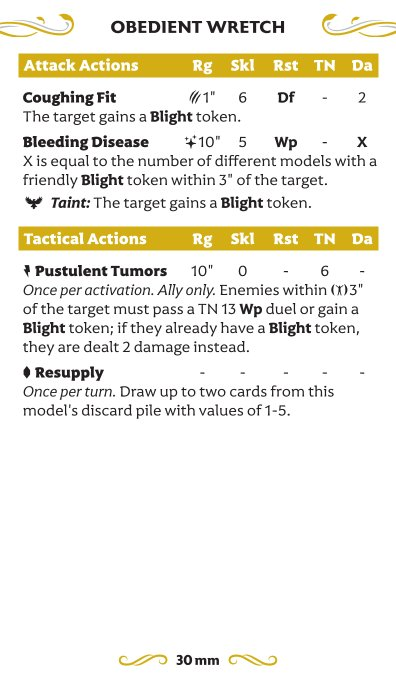 OBEDIENT WRETCH
Attack Actions Rg Skl Rst TN Da
Coughing Fit 1" 6 Df - 2
The target gains a Blight token.
Bleeding Disease 10" 5 Wp - X
X is equal to the number of different models with a
friendly Blight token within 3" of the target.
Taint: The target gains a Blight token.
Tactical Actions Rg Skl Rst TN Da
Pustulent Tumors 10" 0 - 6 -
Once per activation. Ally only. Enemies within 3"
of the target must pass a TN 13 Wp duel or gain a
Blight token; if they already have a Blight token,
they are dealt 2 damage instead.
Resupply - - - - -
Once per turn. Draw up to two cards from this
model's discard pile with values of 1-5.
30 mm